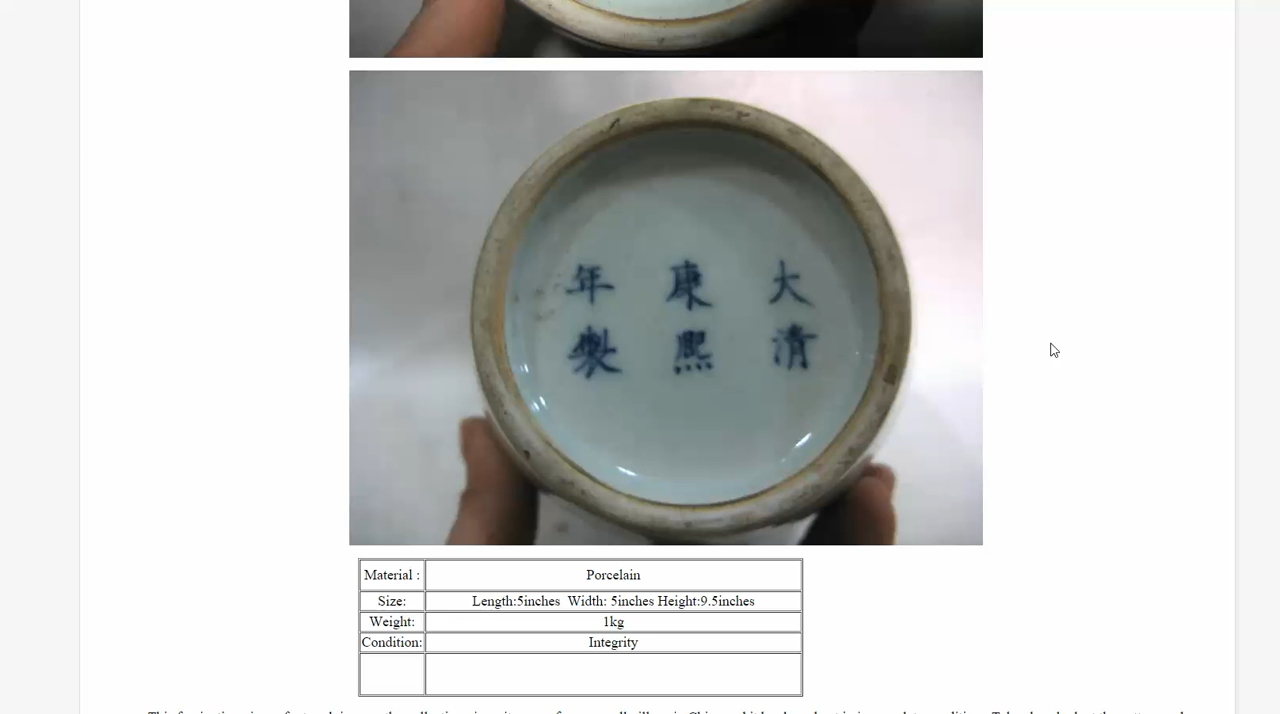 大清
康熙
年製
Material : Porcelain
Size: Length:5inches Width: 5inches Height:9.5inches
Weight: 1kg
Condition: Integrity